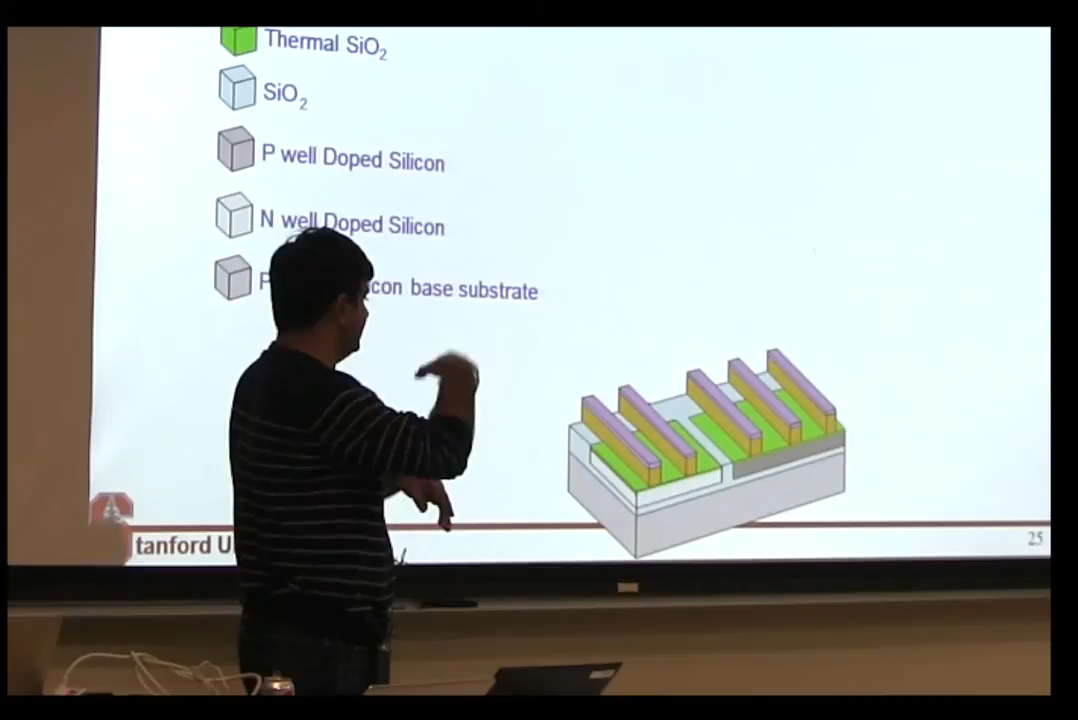 Thermal SiO₂
SiO₂
P well Doped Silicon
N well Doped Silicon
con base substrate
tanford U
25